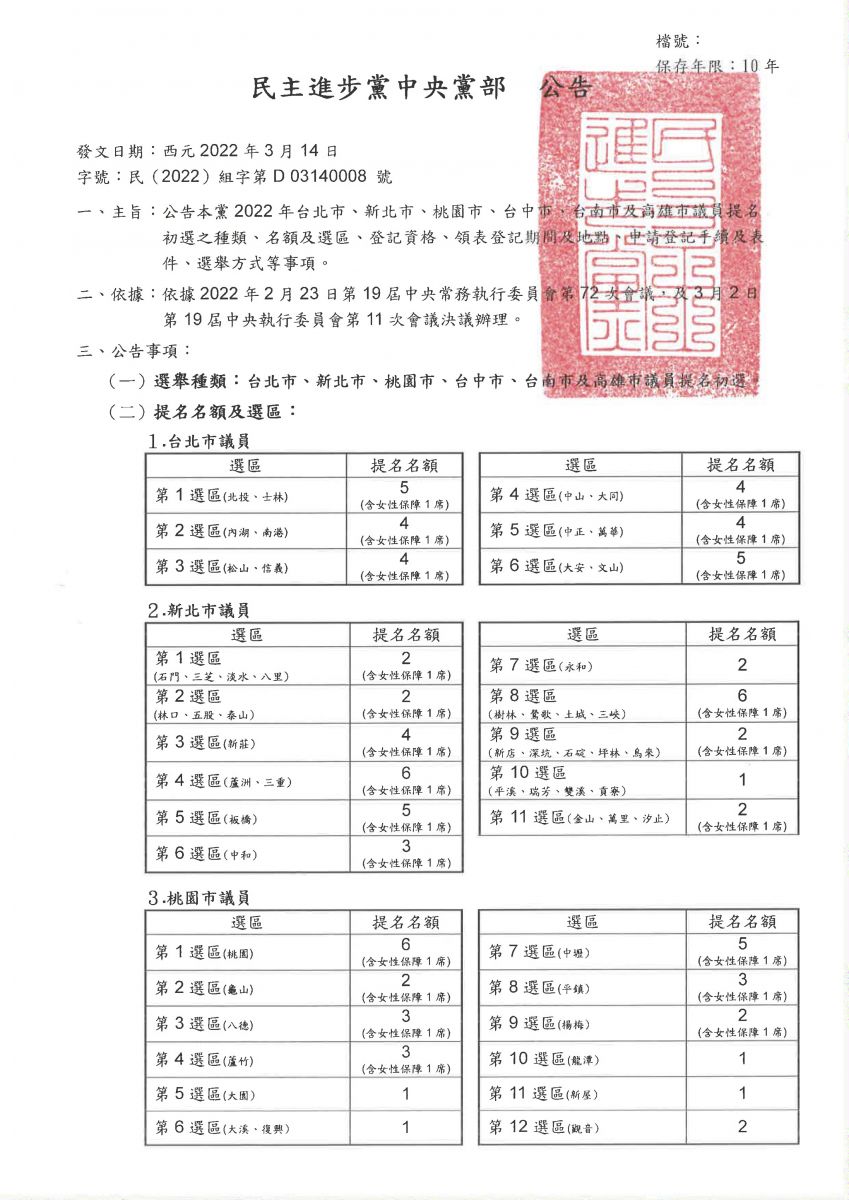 檔號：
保存年限：10 年
民主進步黨中央黨部　公告
發文日期：西元 2022 年 3 月 14 日
字號：民（2022）組字第 D 03140008 號
一、主旨：公告本黨 2022 年台北市、新北市、桃園市、台中市、台南市及高雄市議員提名
初選之種類、名額及選區、登記資格、領表登記期間及地點、申請登記手續及表
件、選舉方式等事項。
二、依據：依據 2022 年 2 月 23 日第 19 屆中央常務執行委員會第 72 次會議，及 3 月 2 日
第 19 屆中央執行委員會第 11 次會議決議辦理。
三、公告事項：
（一）選舉種類：台北市、新北市、桃園市、台中市、台南市及高雄市議員提名初選。
（二）提名名額及選區：
1.台北市議員
選區 提名名額
第 1 選區(北投、士林) 5
(含女性保障 1 席)
第 2 選區(內湖、南港) 4
(含女性保障 1 席)
第 3 選區(松山、信義) 4
(含女性保障 1 席)
選區 提名名額
第 4 選區(中山、大同) 4
(含女性保障 1 席)
第 5 選區(中正、萬華) 4
(含女性保障 1 席)
第 6 選區(大安、文山) 5
(含女性保障 1 席)
2.新北市議員
選區 提名名額
第 1 選區 2
(石門、三芝、淡水、八里) (含女性保障 1 席)
第 2 選區 2
(林口、五股、泰山) (含女性保障 1 席)
第 3 選區(新莊) 4
(含女性保障 1 席)
第 4 選區(蘆洲、三重) 6
(含女性保障 1 席)
第 5 選區(板橋) 5
(含女性保障 1 席)
第 6 選區(中和) 3
(含女性保障 1 席)
選區 提名名額
第 7 選區(永和) 2
第 8 選區 6
(樹林、鶯歌、土城、三峽) (含女性保障 1 席)
第 9 選區 2
(新店、深坑、石碇、坪林、烏來) (含女性保障 1 席)
第 10 選區 1
(平溪、瑞芳、雙溪、貢寮)
第 11 選區(金山、萬里、汐止) 2
(含女性保障 1 席)
3.桃園市議員
選區 提名名額
第 1 選區(桃園) 6
(含女性保障 1 席)
第 2 選區(龜山) 2
(含女性保障 1 席)
第 3 選區(八德) 3
(含女性保障 1 席)
第 4 選區(蘆竹) 3
(含女性保障 1 席)
第 5 選區(大園) 1
第 6 選區(大溪、復興) 1
選區 提名名額
第 7 選區(中壢) 5
(含女性保障 1 席)
第 8 選區(平鎮) 3
(含女性保障 1 席)
第 9 選區(楊梅) 2
(含女性保障 1 席)
第 10 選區(龍潭) 1
第 11 選區(新屋) 1
第 12 選區(觀音) 2